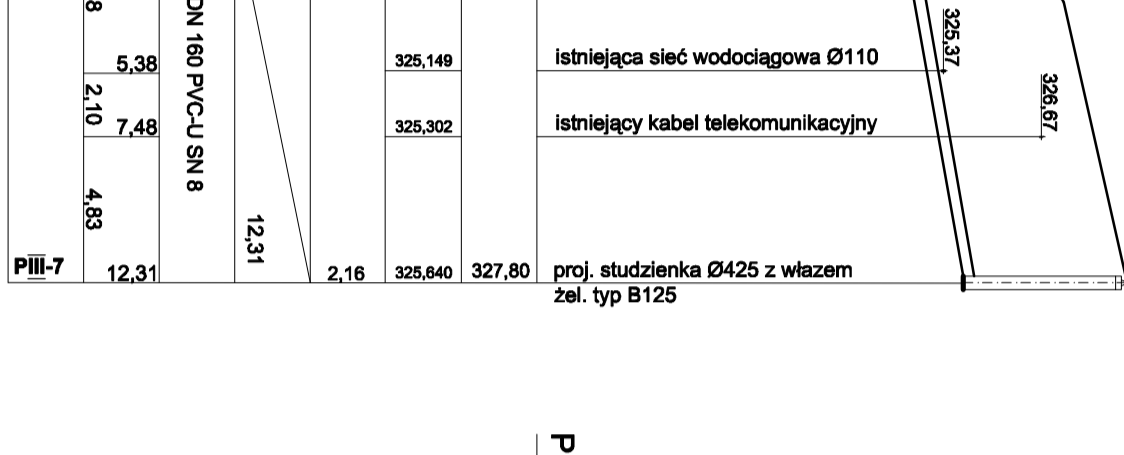 8
DN 160 PVC-U SN 8
5,38
325,149
istniejąca sieć wodociągowa Ø110
325,37
2,10
7,48
325,302
istniejący kabel telekomunikacyjny
326,67
4,83
12,31
PIII-7
12,31
2,16
325,640
327,80
proj. studzienka Ø425 z włazem
żel. typ B125
P